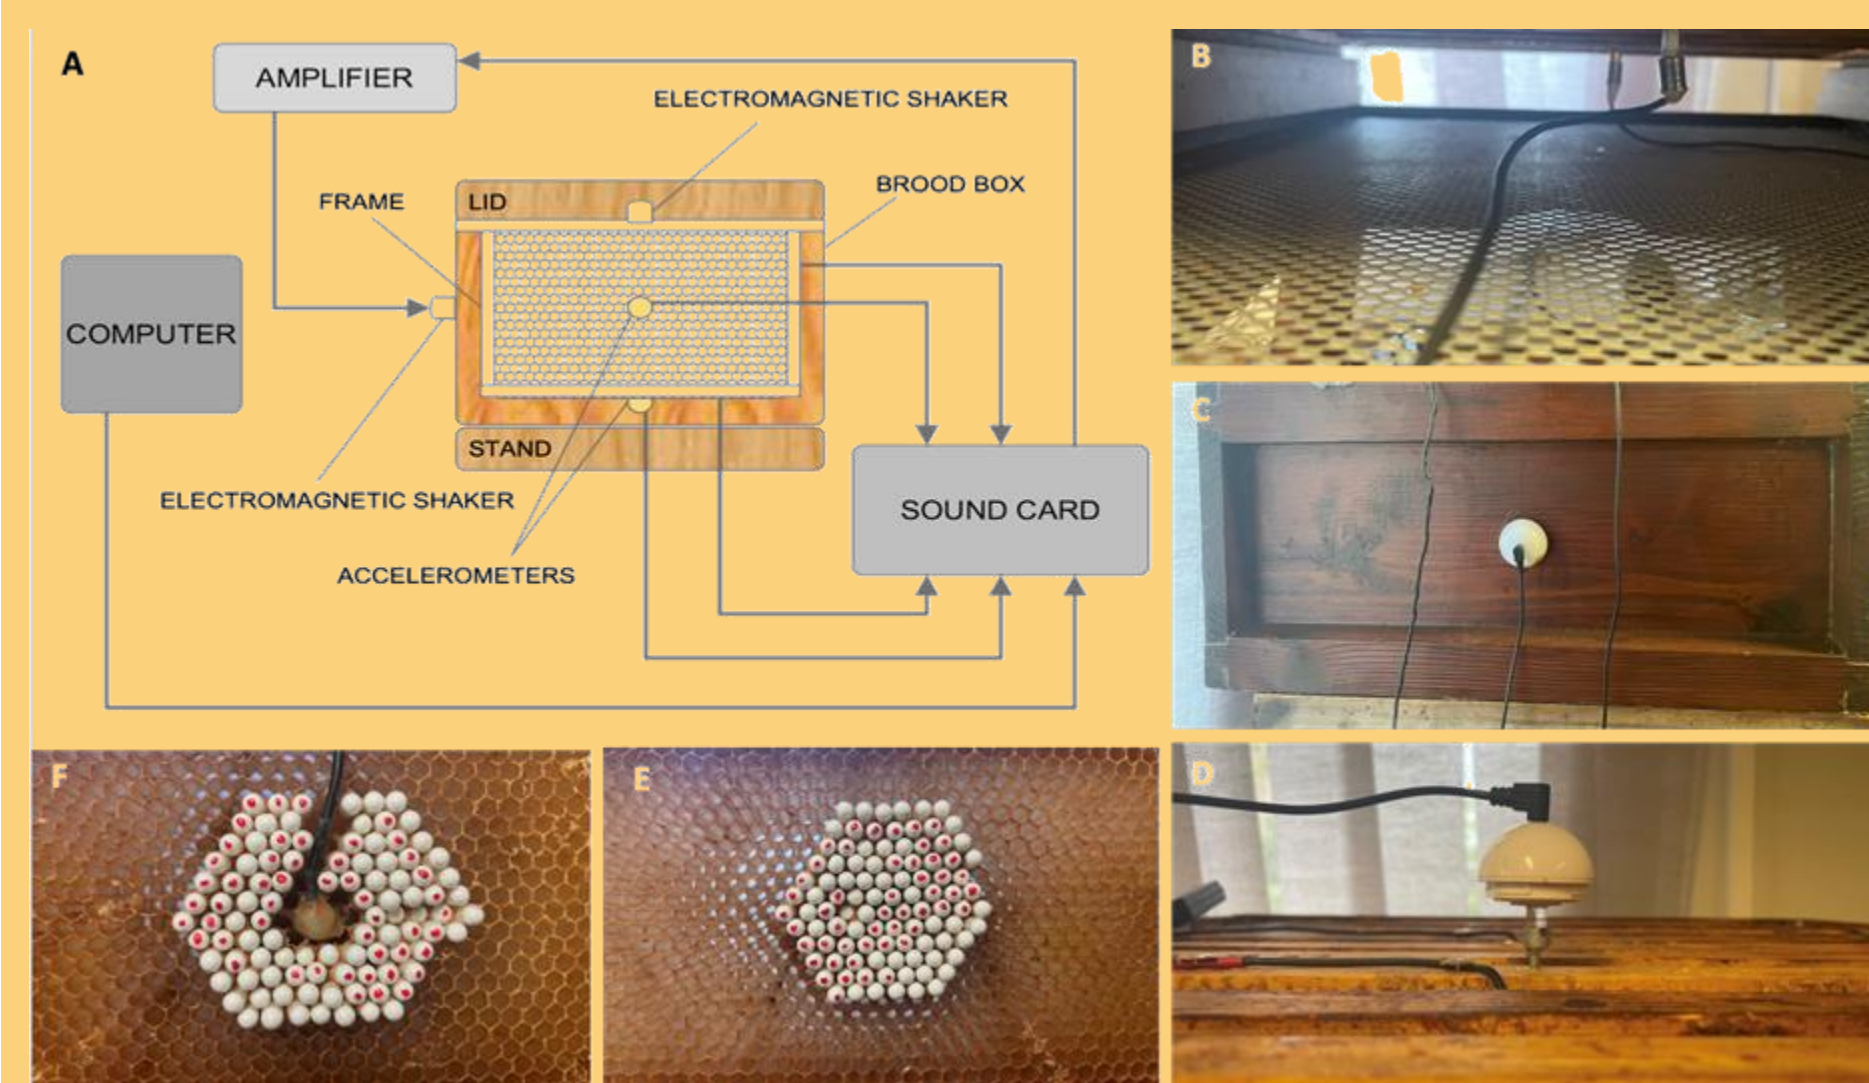 A
AMPLIFIER
ELECTROMAGNETIC SHAKER
FRAME
LID
BROOD BOX
COMPUTER
STAND
ELECTROMAGNETIC SHAKER
SOUND CARD
ACCELEROMETERS
B
C
F
E
D